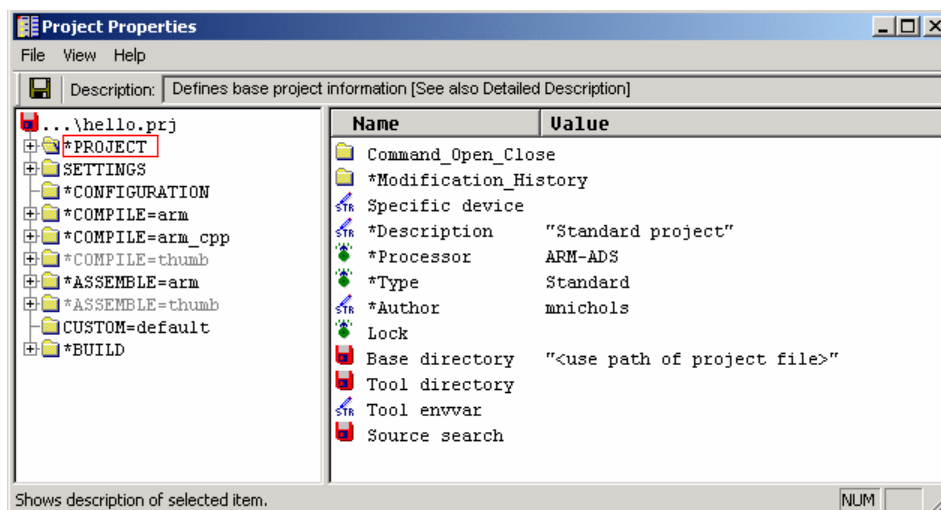 Project Properties
File View Help
Description: Defines base project information [See also Detailed Description]
...\hello.prj
*PROJECT
SETTINGS
*CONFIGURATION
*COMPILE=arm
*COMPILE=arm_cpp
*COMPILE=thumb
*ASSEMBLE=arm
*ASSEMBLE=thumb
CUSTOM=default
*BUILD
Name Value
Command_Open_Close
*Modification_History
STR Specific device
STR *Description "Standard project"
*Processor ARM-ADS
*Type Standard
STR *Author mnichols
Lock
Base directory "<use path of project file>"
Tool directory
STR Tool envvar
Source search
Shows description of selected item. NUM